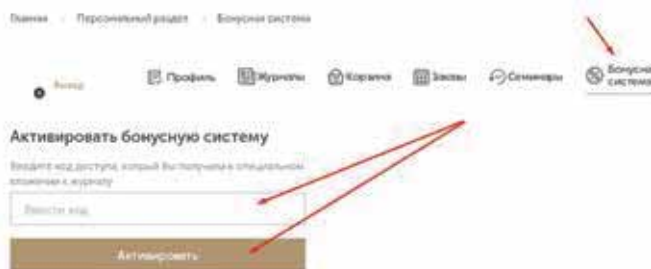 Главная Персональный раздел Бонусная система
Выход
Профиль Журналы Корзина Заказы Семинары Бонусная система
Активировать бонусную систему
Введите код доступа, который Вы получили в специальном
вложении к журналу
Ввести код
Активировать